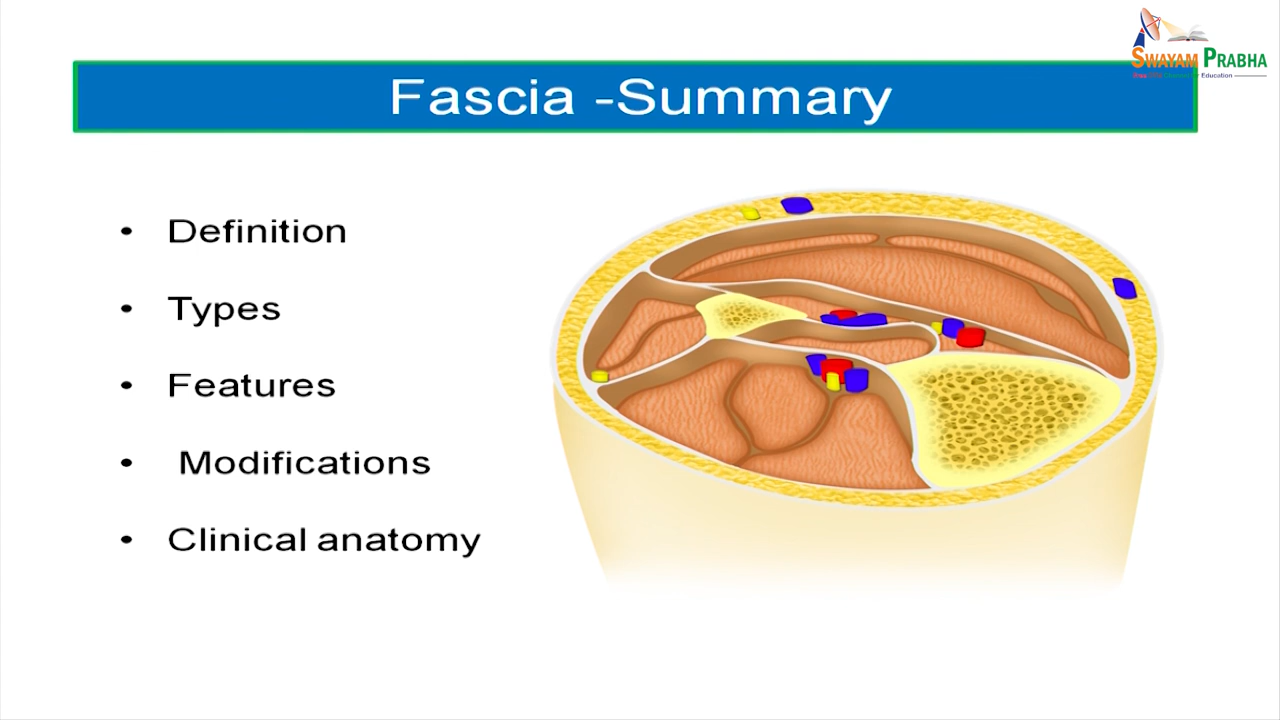 SWAYAM PRABHA
Fascia -Summary
• Definition
• Types
• Features
• Modifications
• Clinical anatomy